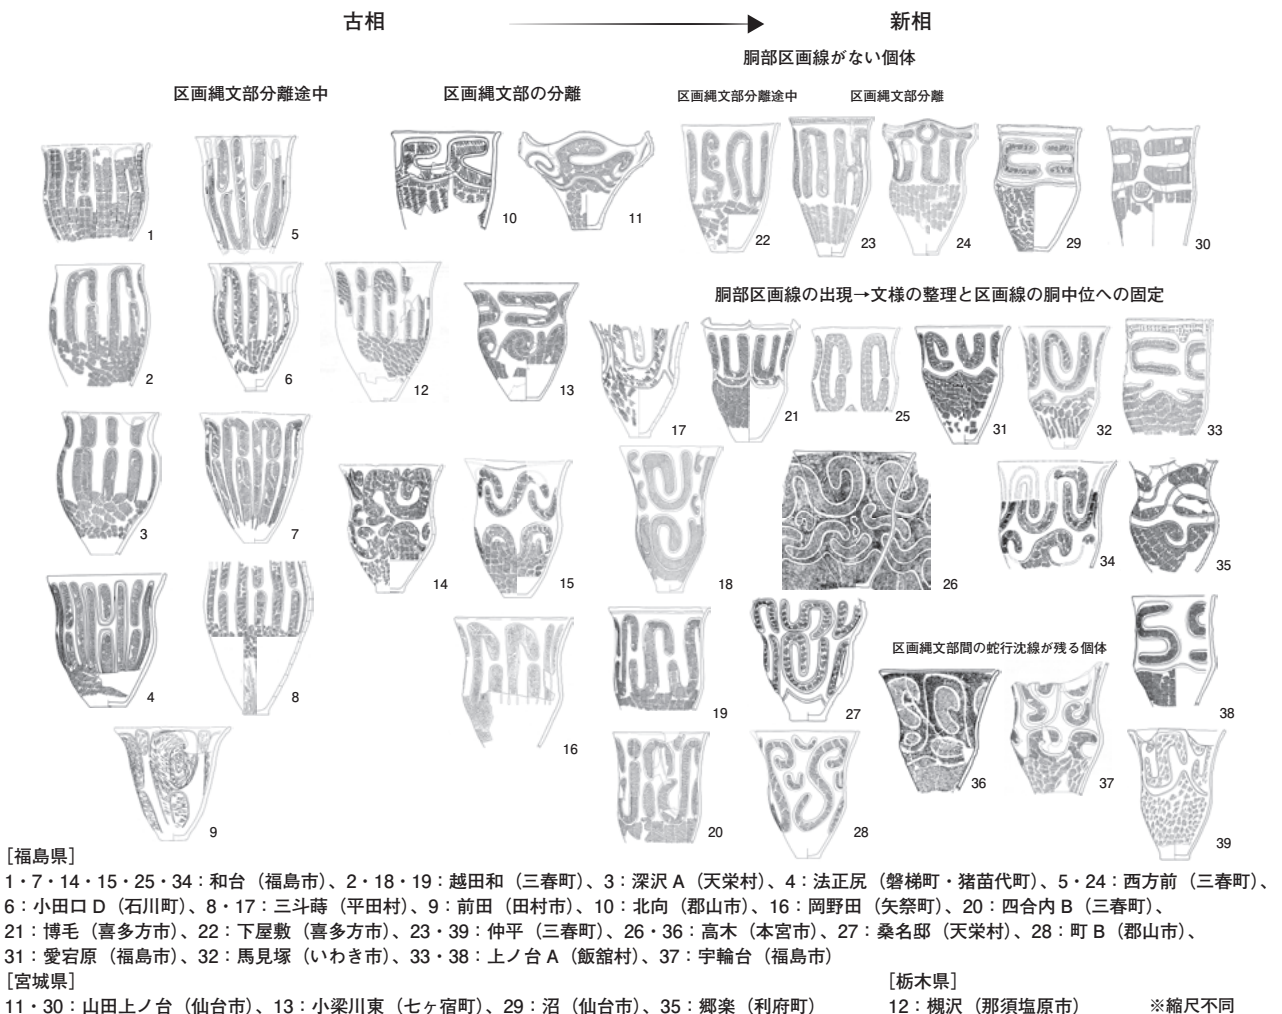 古相
新相
胴部区画線がない個体
区画縄文部分離途中
区画縄文部の分離
区画縄文部分離途中
区画縄文部分離
1
5
10
11
22
23
24
29
30
胴部区画線の出現→文様の整理と区画線の胴中位への固定
2
6
12
13
17
21
25
31
32
33
3
7
14
15
18
26
34
35
区画縄文部間の蛇行沈線が残る個体
4
8
16
19
27
36
37
38
9
20
28
39
［福島県］
1・7・14・15・25・34：和台（福島市）、2・18・19：越田和（三春町）、3：深沢 A（天栄村）、4：法正尻（磐梯町・猪苗代町）、5・24：西方前（三春町）、
6：小田口 D（石川町）、8・17：三斗蒔（平田村）、9：前田（田村市）、10：北向（郡山市）、16：岡野田（矢祭町）、20：四合内 B（三春町）、
21：博毛（喜多方市）、22：下屋敷（喜多方市）、23・39：仲平（三春町）、26・36：高木（本宮市）、27：桑名邸（天栄村）、28：町 B（郡山市）、
31：愛宕原（福島市）、32：馬見塚（いわき市）、33・38：上ノ台 A（飯舘村）、37：宇輪台（福島市）
［宮城県］
11・30：山田上ノ台（仙台市）、13：小梁川東（七ヶ宿町）、29：沼（仙台市）、35：郷楽（利府町）
［栃木県］
12：槻沢（那須塩原市）
※縮尺不同